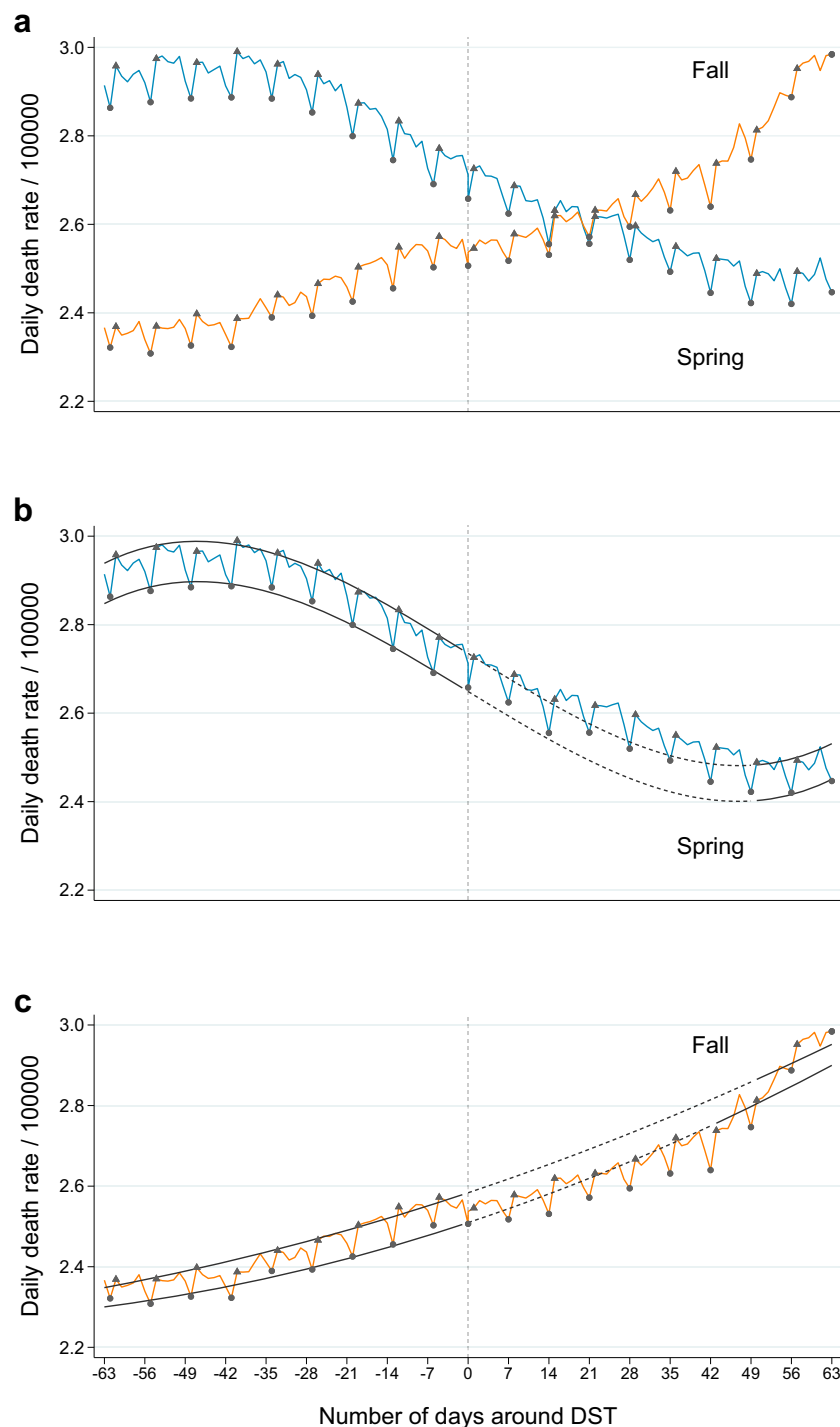 a
3.0
2.8
2.6
2.4
2.2
Daily death rate / 100000
Fall
Spring
b
3.0
2.8
2.6
2.4
2.2
Daily death rate / 100000
Spring
c
3.0
2.8
2.6
2.4
2.2
Daily death rate / 100000
Fall
-63 -56 -49 -42 -35 -28 -21 -14 -7 0 7 14 21 28 35 42 49 56 63
Number of days around DST